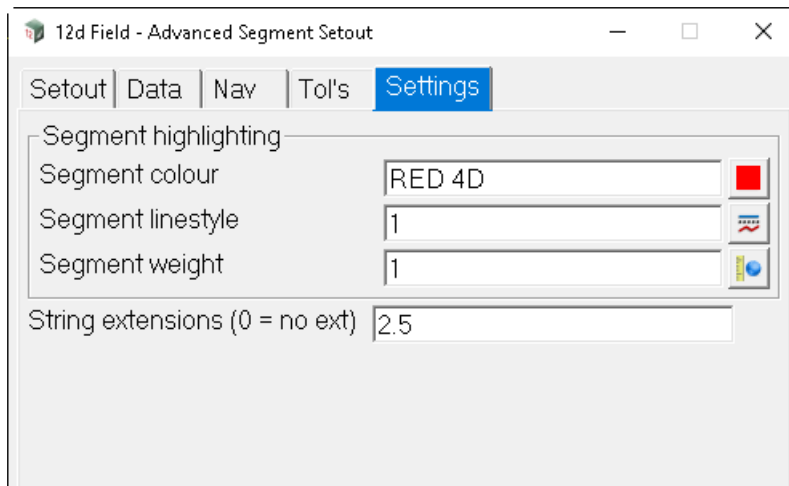 12d Field - Advanced Segment Setout
Setout Data Nav Tol's Settings
Segment highlighting
Segment colour RED 4D
Segment linestyle 1
Segment weight 1
String extensions (0 = no ext) 2.5